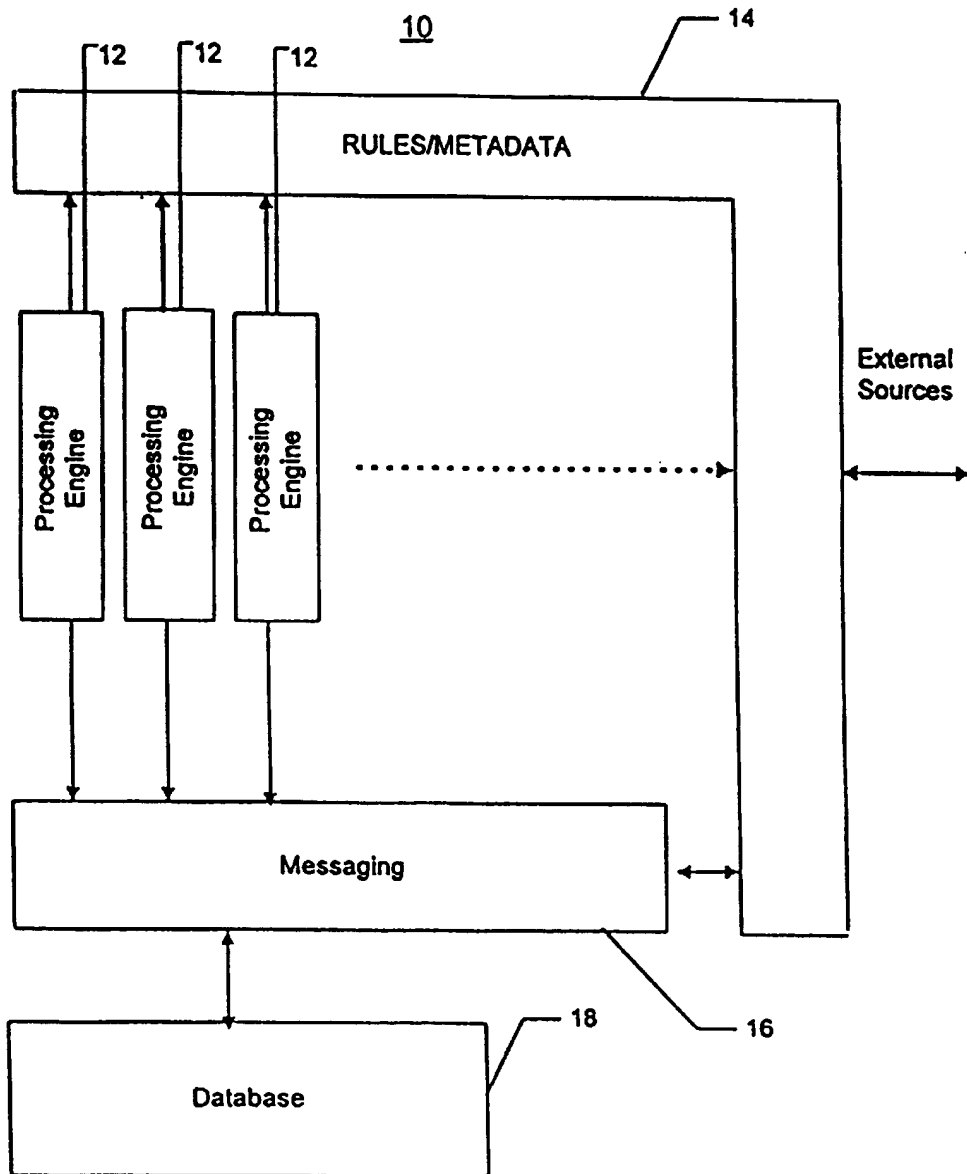 10
14
12
12
12
RULES/METADATA
External
Sources
Processing
Engine
Processing
Engine
Processing
Engine
Messaging
16
18
Database